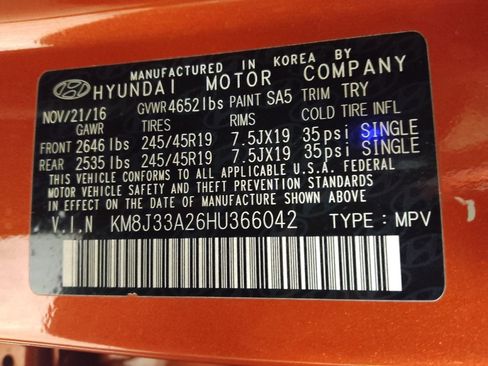 MANUFACTURED IN KOREA BY
HYUNDAI MOTOR COMPANY
NOV/21/16 GVWR 4652lbs PAINT SA5 TRIM TRY
GAWR TIRES RIMS COLD TIRE INFL
FRONT 2646 lbs 245/45R19 7.5JX19 35psi SINGLE
REAR 2535 lbs 245/45R19 7.5JX19 35psi SINGLE
THIS VEHICLE CONFORMS TO ALL APPLICABLE U.S.A. FEDERAL
MOTOR VEHICLE SAFETY AND THEFT PREVENTION STANDARDS
IN EFFECT ON THE DATE OF MANUFACTURE SHOWN ABOVE.
V.I.N KM8J33A26HU366042 TYPE : MPV